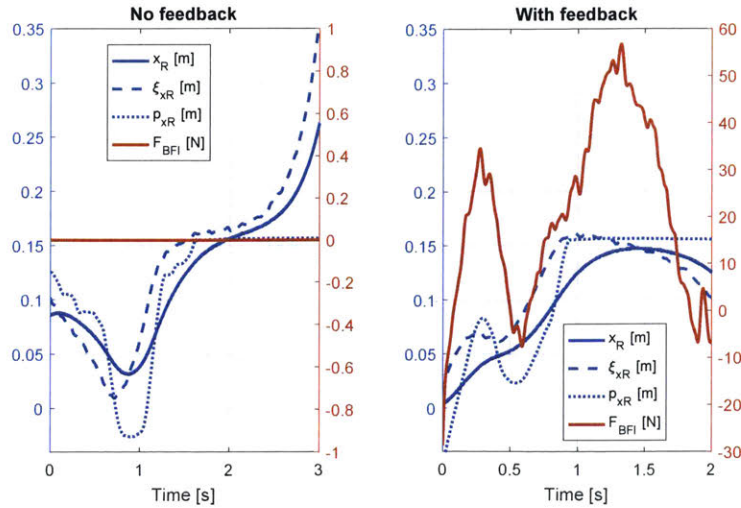 No feedback
0.35
0.3
0.25
0.2
0.15
0.1
0.05
0
x_R [m]
ξ_xR [m]
p_xR [m]
F_BFI [N]
1
0.8
0.6
0.4
0.2
0
-0.2
-0.4
-0.6
-0.8
-1
0 1 2 3
Time [s]
With feedback
0.35
0.3
0.25
0.2
0.15
0.1
0.05
0
60
50
40
30
20
10
0
-10
-20
-30
x_R [m]
ξ_xR [m]
p_xR [m]
F_BFI [N]
0 0.5 1 1.5 2
Time [s]